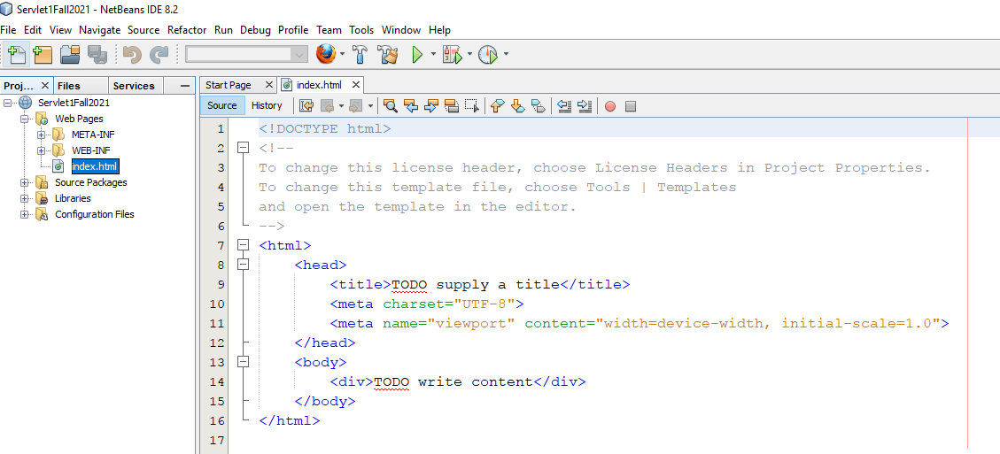 Servlet1Fall2021 - NetBeans IDE 8.2
File Edit View Navigate Source Refactor Run Debug Profile Team Tools Window Help
Proj... Files Services
Servlet1Fall2021
Web Pages
META-INF
WEB-INF
index.html
Source Packages
Libraries
Configuration Files
Start Page index.html
Source History
1 <!DOCTYPE html>
2 <!--
3 To change this license header, choose License Headers in Project Properties.
4 To change this template file, choose Tools | Templates
5 and open the template in the editor.
6 -->
7 <html>
8 <head>
9 <title>TODO supply a title</title>
10 <meta charset="UTF-8">
11 <meta name="viewport" content="width=device-width, initial-scale=1.0">
12 </head>
13 <body>
14 <div>TODO write content</div>
15 </body>
16 </html>
17